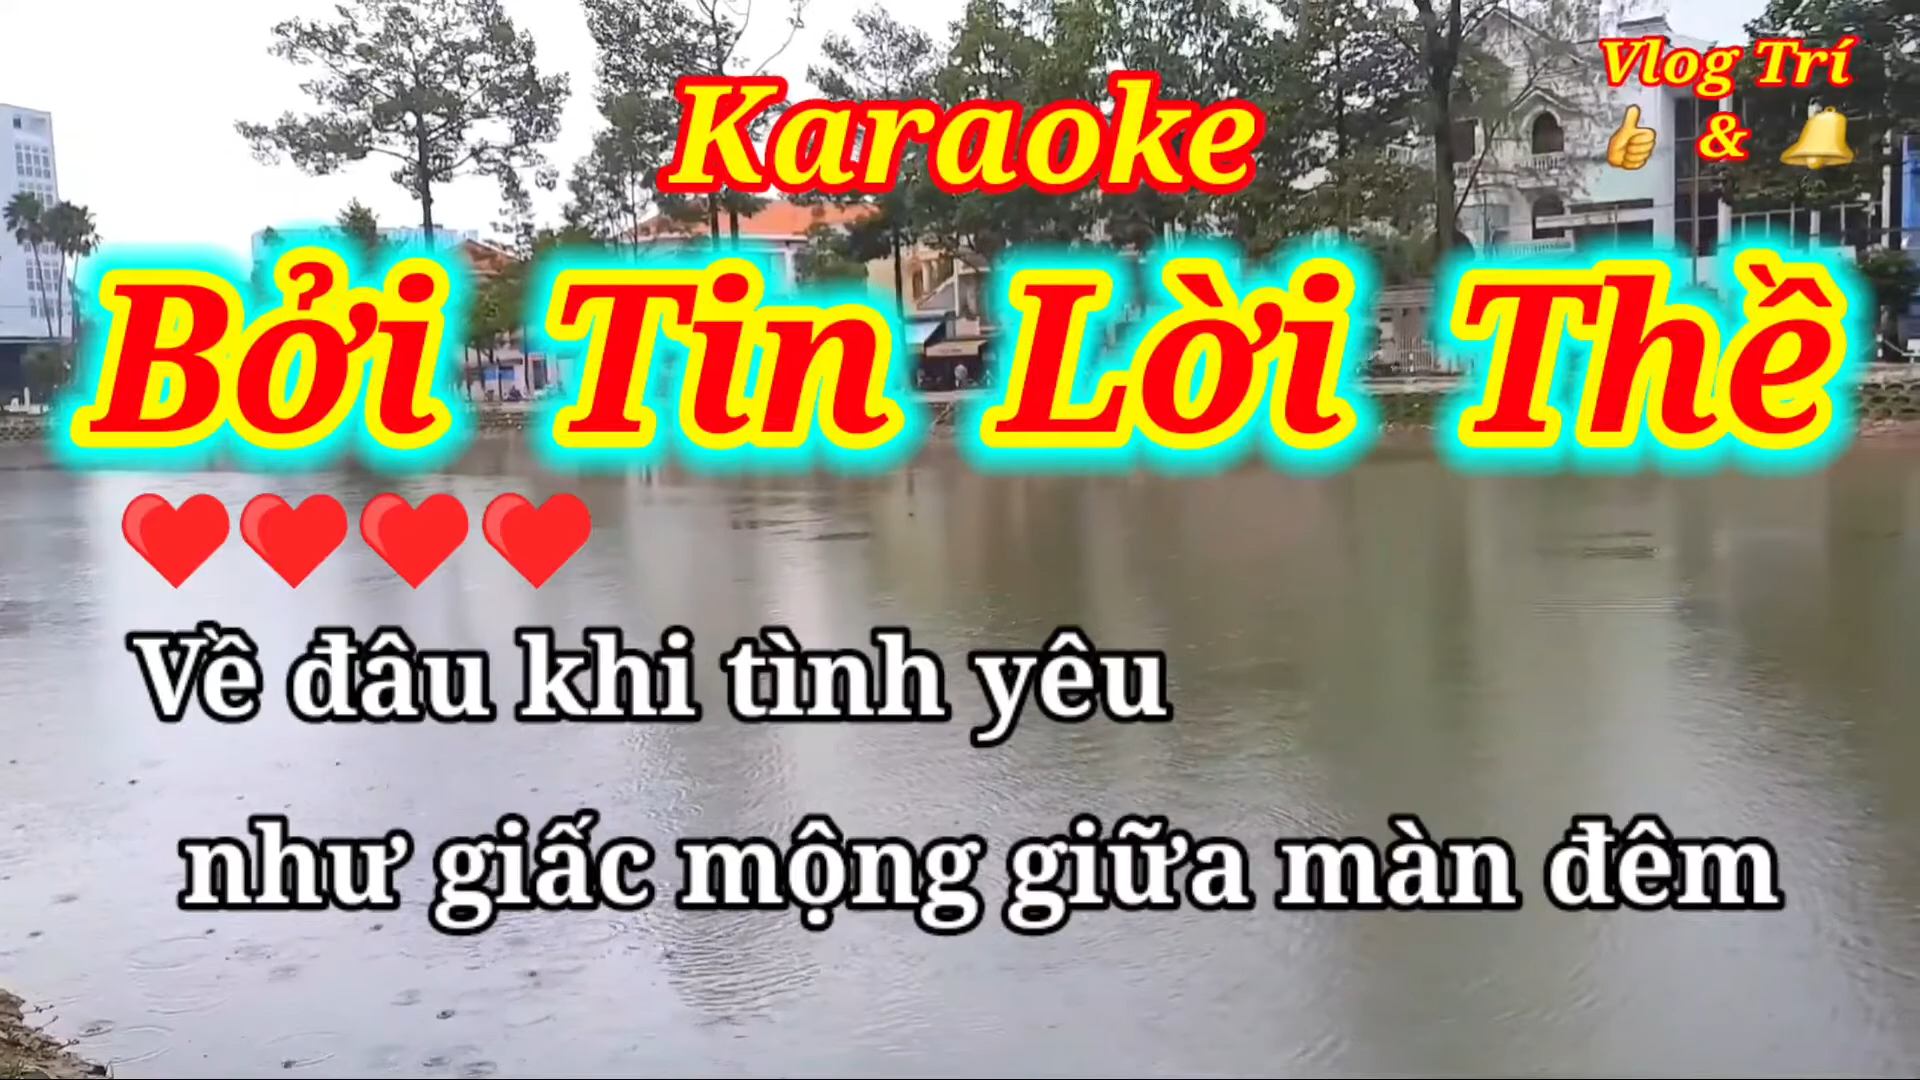 Vlog Trí
👍 & 🔔
Karaoke
Bởi Tin Lời Thề
❤❤❤❤
Về đâu khi tình yêu
như giấc mộng giữa màn đêm